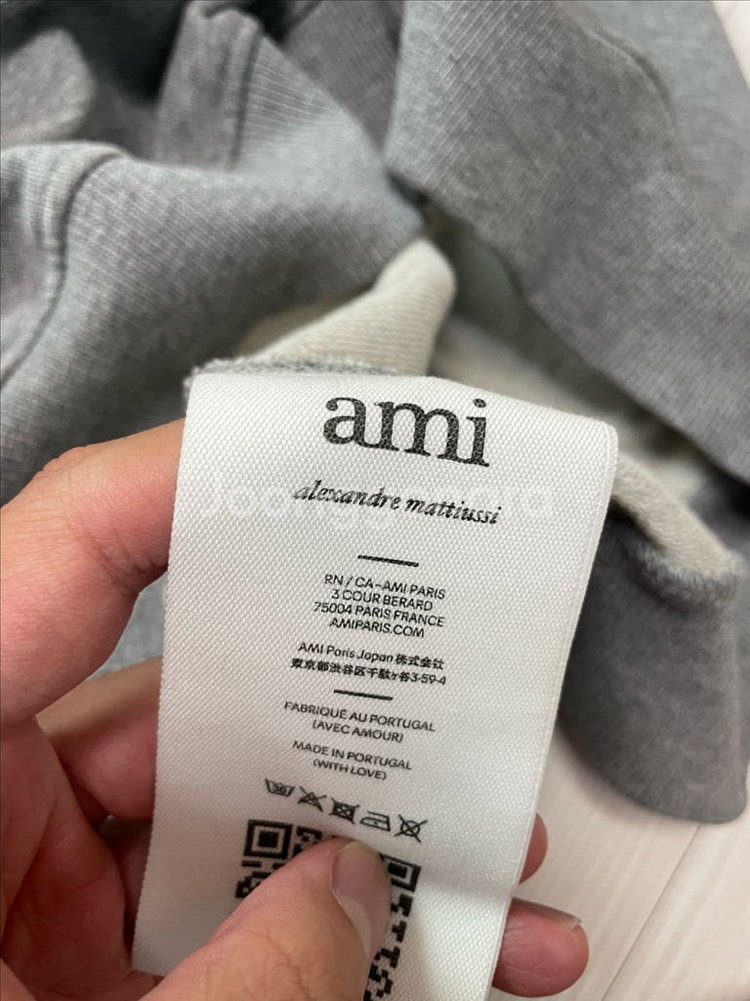 ami
alexandre mattiussi
RN / CA-AMI PARIS
3 COUR BERARD
75004 PARIS FRANCE
AMIPARIS.COM
AMI Paris Japan 株式会社
東京都渋谷区千駄ヶ谷3-59-4
FABRIQUÉ AU PORTUGAL
(AVEC AMOUR)
MADE IN PORTUGAL
(WITH LOVE)
30